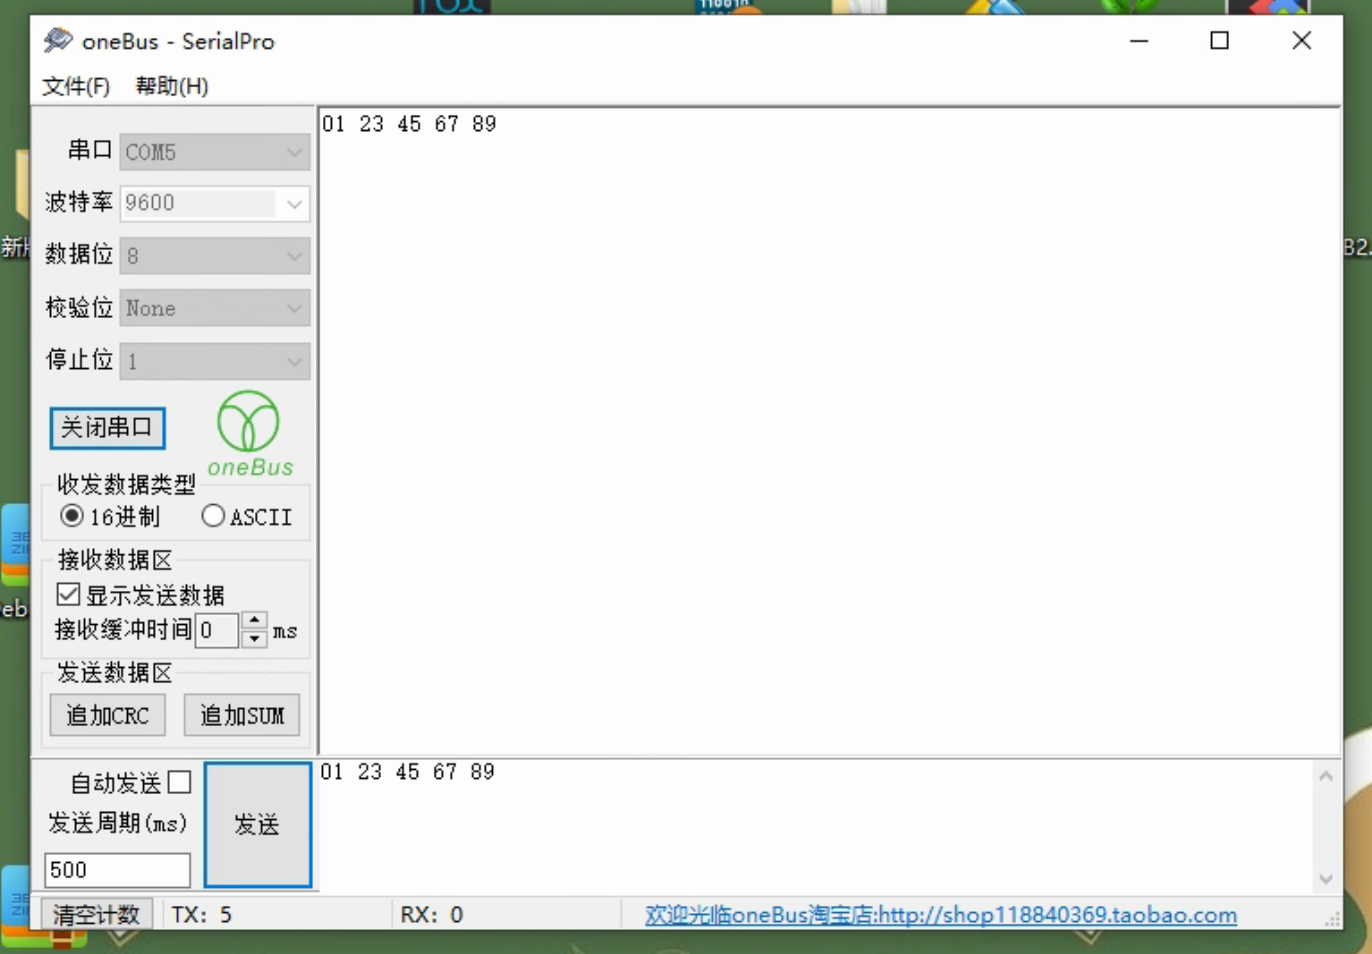 oneBus - SerialPro
文件(F) 帮助(H)
串口 COM5
波特率 9600
数据位 8
校验位 None
停止位 1
关闭串口
oneBus
收发数据类型
16进制 ASCII
接收数据区
显示发送数据
接收缓冲时间 0 ms
发送数据区
追加CRC 追加SUM
01 23 45 67 89
自动发送
发送周期(ms)
500
发送
01 23 45 67 89
清空计数 TX: 5 RX: 0 欢迎光临oneBus淘宝店:http://shop118840369.taobao.com
B2.